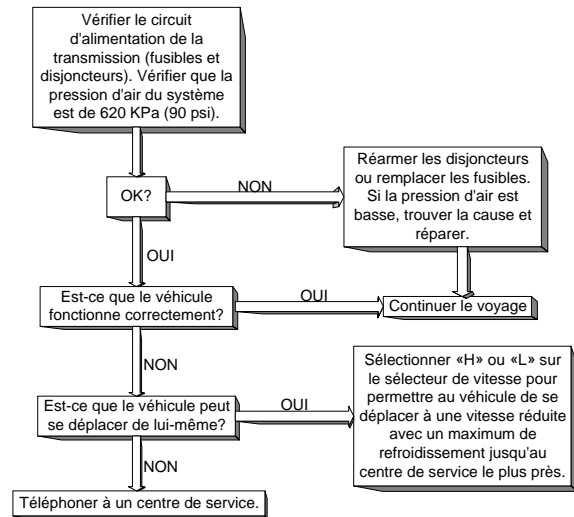 Vérifier le circuit
d'alimentation de la
transmission (fusibles et
disjoncteurs). Vérifier que la
pression d'air du système
est de 620 KPa (90 psi).
OK?
NON
Réarmer les disjoncteurs
ou remplacer les fusibles.
Si la pression d'air est
basse, trouver la cause et
réparer.
OUI
Est-ce que le véhicule
fonctionne correctement?
OUI
Continuer le voyage
NON
Est-ce que le véhicule peut
se déplacer de lui-même?
OUI
Sélectionner «H» ou «L» sur
le sélecteur de vitesse pour
permettre au véhicule de se
déplacer à une vitesse réduite
avec un maximum de
refroidissement jusqu'au
centre de service le plus près.
NON
Téléphoner à un centre de service.